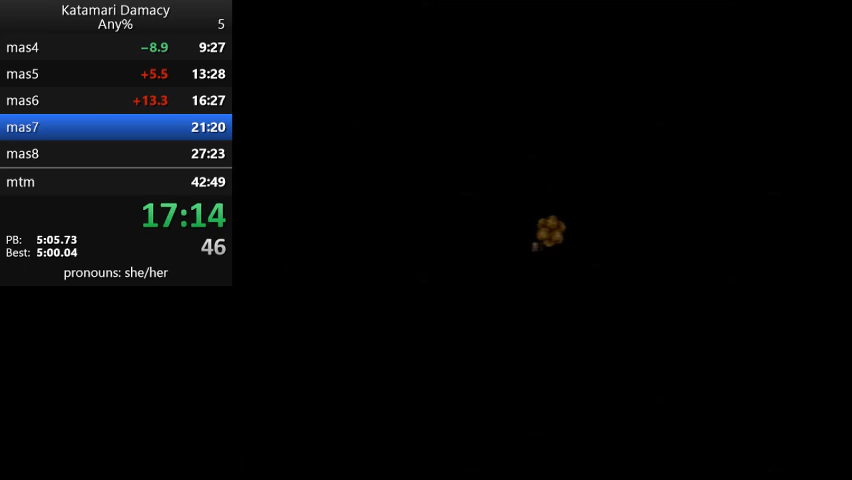 Katamari Damacy
Any% 5
mas4 −8.9 9:27
mas5 +5.5 13:28
mas6 +13.3 16:27
mas7 21:20
mas8 27:23
mtm 42:49
17:14
PB: 5:05.73
Best: 5:00.04
46
pronouns: she/her